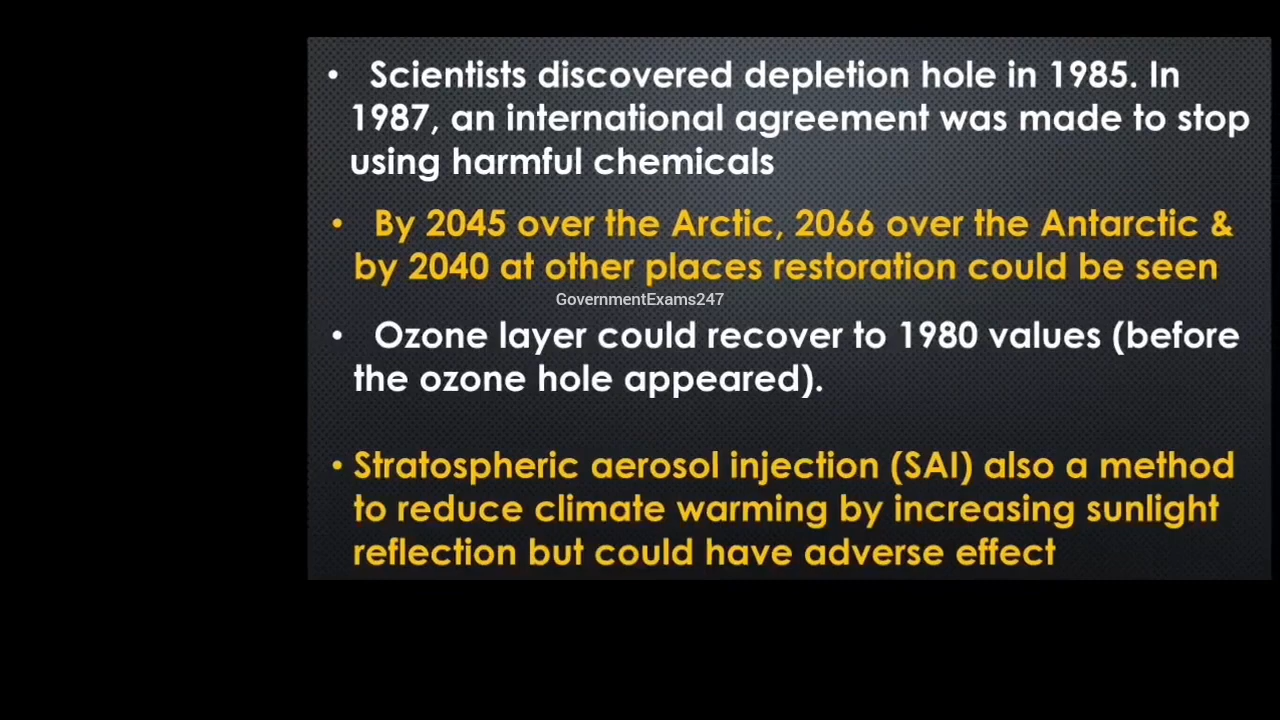 • Scientists discovered depletion hole in 1985. In
1987, an international agreement was made to stop
using harmful chemicals
• By 2045 over the Arctic, 2066 over the Antarctic &
by 2040 at other places restoration could be seen
GovernmentExams247
• Ozone layer could recover to 1980 values (before
the ozone hole appeared).
• Stratospheric aerosol injection (SAI) also a method
to reduce climate warming by increasing sunlight
reflection but could have adverse effect